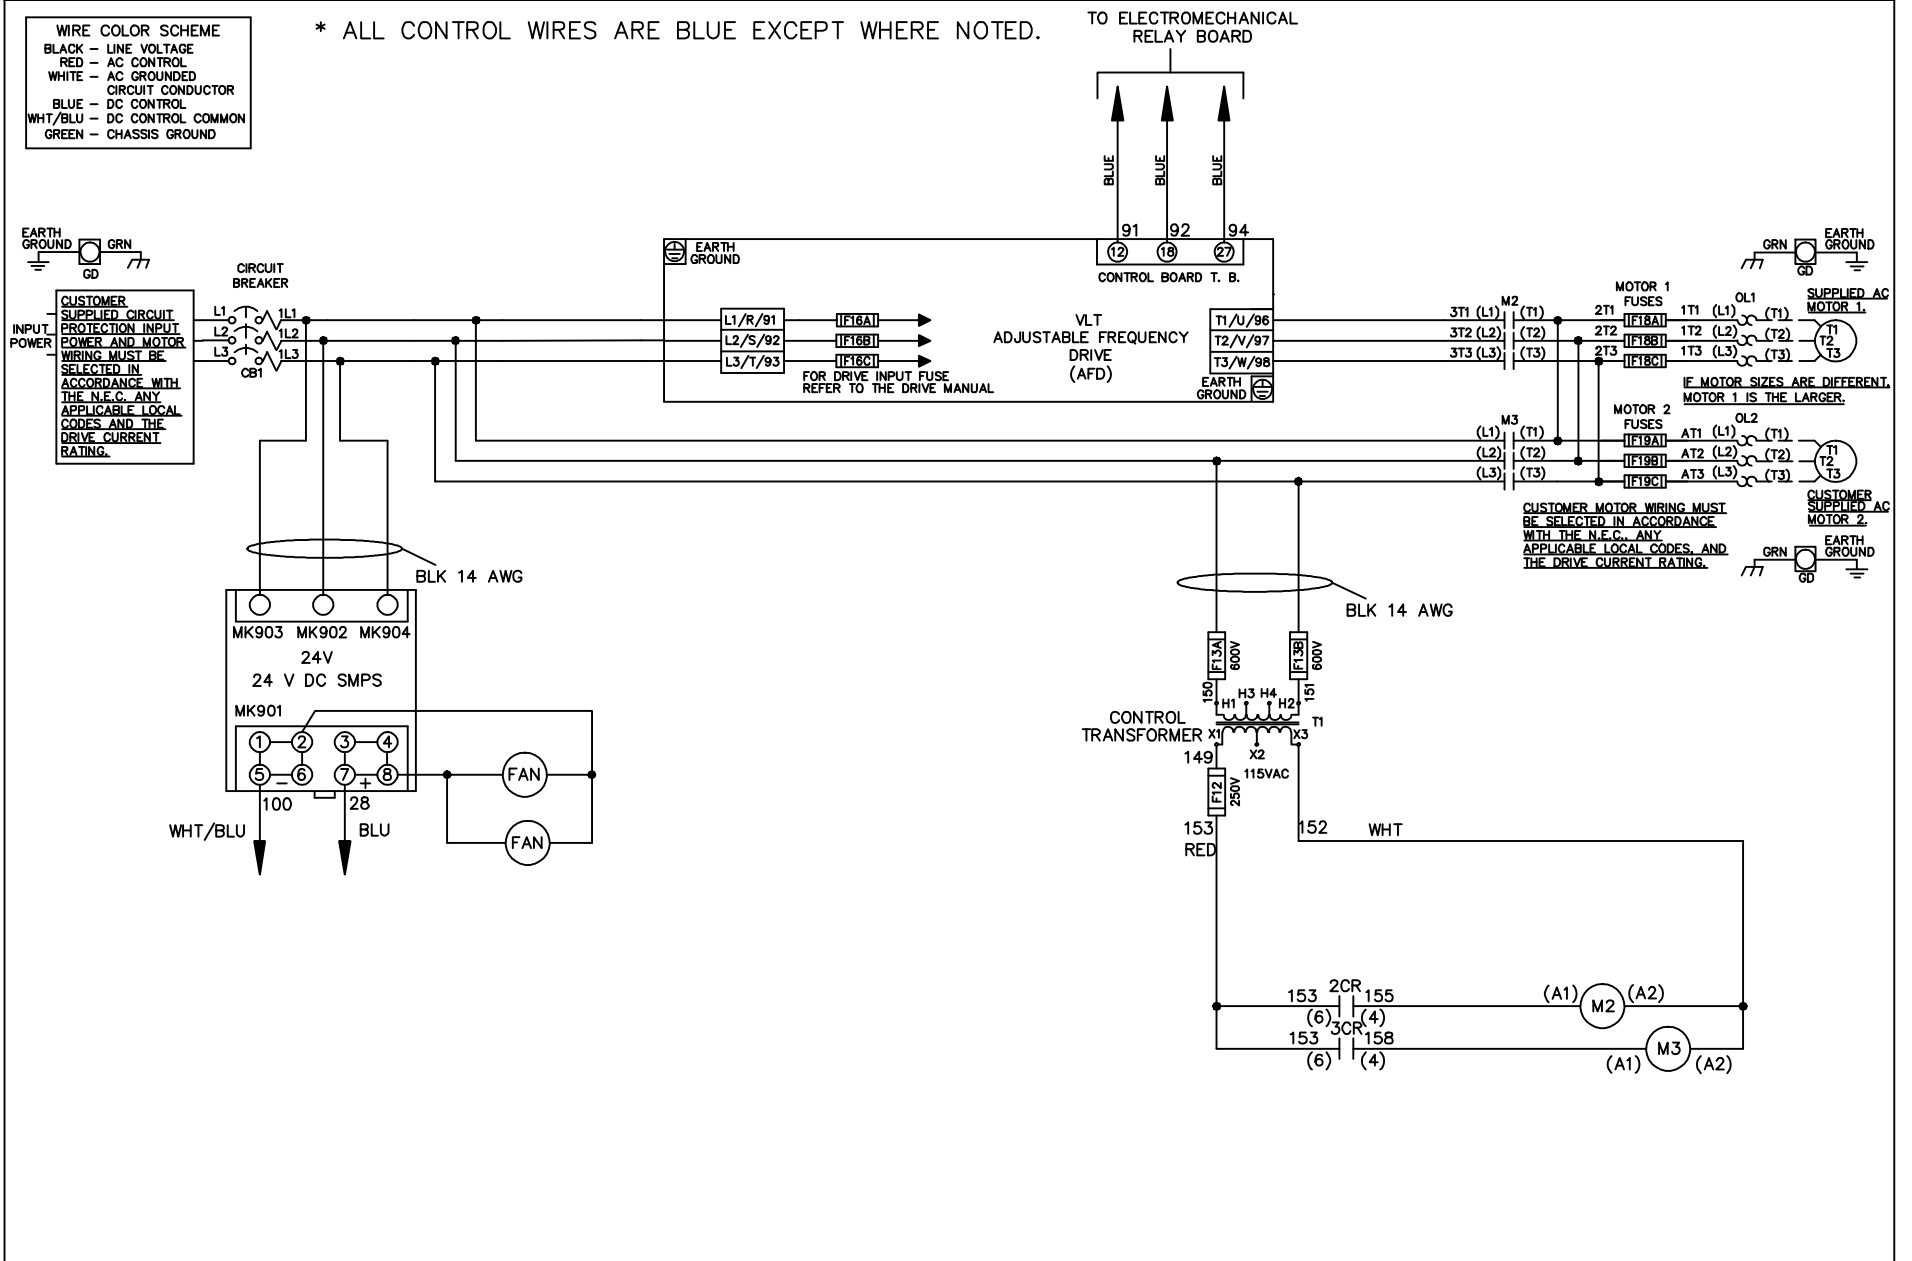 WIRE COLOR SCHEME
BLACK – LINE VOLTAGE
RED – AC CONTROL
WHITE – AC GROUNDED
CIRCUIT CONDUCTOR
BLUE – DC CONTROL
WHT/BLU – DC CONTROL COMMON
GREEN – CHASSIS GROUND
* ALL CONTROL WIRES ARE BLUE EXCEPT WHERE NOTED.
TO ELECTROMECHANICAL
RELAY BOARD
BLUE
BLUE
BLUE
91 92 94
12 18 27
CONTROL BOARD T. B.
EARTH
GROUND
GRN
GD
CIRCUIT
BREAKER
INPUT
POWER
CUSTOMER
SUPPLIED CIRCUIT
PROTECTION INPUT
POWER AND MOTOR
WIRING MUST BE
SELECTED IN
ACCORDANCE WITH
THE N.E.C. ANY
APPLICABLE LOCAL
CODES AND THE
DRIVE CURRENT
RATING.
L1 1L1
L2 1L2
L3 1L3
CB1
EARTH
GROUND
L1/R/91 F16A
L2/S/92 F16B
L3/T/93 F16C
FOR DRIVE INPUT FUSE
REFER TO THE DRIVE MANUAL
VLT
ADJUSTABLE FREQUENCY
DRIVE
(AFD)
T1/U/96
T2/V/97
T3/W/98
EARTH
GROUND
M2
3T1 (L1) (T1)
3T2 (L2) (T2)
3T3 (L3) (T3)
MOTOR 1
FUSES
2T1 F18A 1T1 (L1) (T1)
2T2 F18B 1T2 (L2) (T2)
2T3 F18C 1T3 (L3) (T3)
OL1
GRN
EARTH
GROUND
GD
SUPPLIED AC
MOTOR 1.
T1
T2
T3
IF MOTOR SIZES ARE DIFFERENT,
MOTOR 1 IS THE LARGER.
M3
(L1) (T1)
(L2) (T2)
(L3) (T3)
MOTOR 2
FUSES
OL2
F19A AT1 (L1) (T1)
F19B AT2 (L2) (T2)
F19C AT3 (L3) (T3)
T1
T2
T3
CUSTOMER
SUPPLIED AC
MOTOR 2.
CUSTOMER MOTOR WIRING MUST
BE SELECTED IN ACCORDANCE
WITH THE N.E.C., ANY
APPLICABLE LOCAL CODES, AND
THE DRIVE CURRENT RATING.
GRN
EARTH
GROUND
GD
BLK 14 AWG
MK903 MK902 MK904
24V
24 V DC SMPS
MK901
1 2 3 4
5 – 6 7 + 8
100 28
WHT/BLU BLU
FAN
FAN
BLK 14 AWG
F13A 600V F13B 600V
150 151
H1 H3 H4 H2
CONTROL
TRANSFORMER
T1
X1 X2 X3
149
115VAC
F12 250V
153
RED
152 WHT
153 2CR 155 (A1) M2 (A2)
(6) (4)
153 3CR 158 M3
(6) (4) (A1) (A2)